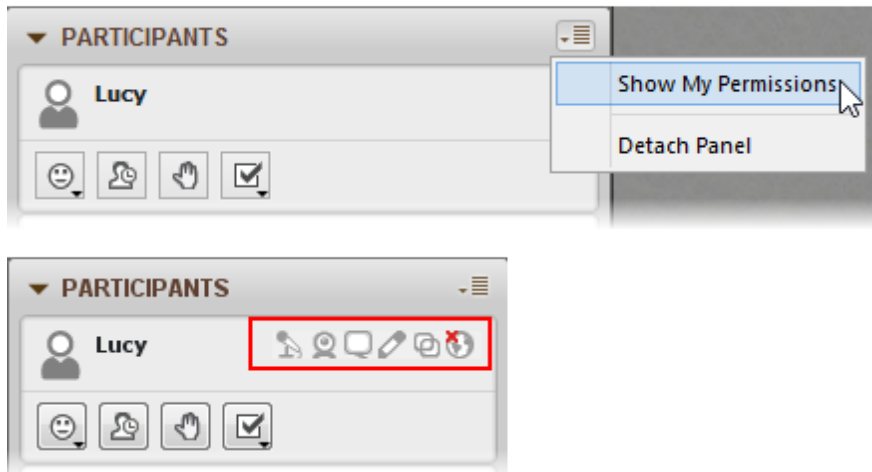 PARTICIPANTS
Lucy
Show My Permissions
Detach Panel
PARTICIPANTS
Lucy